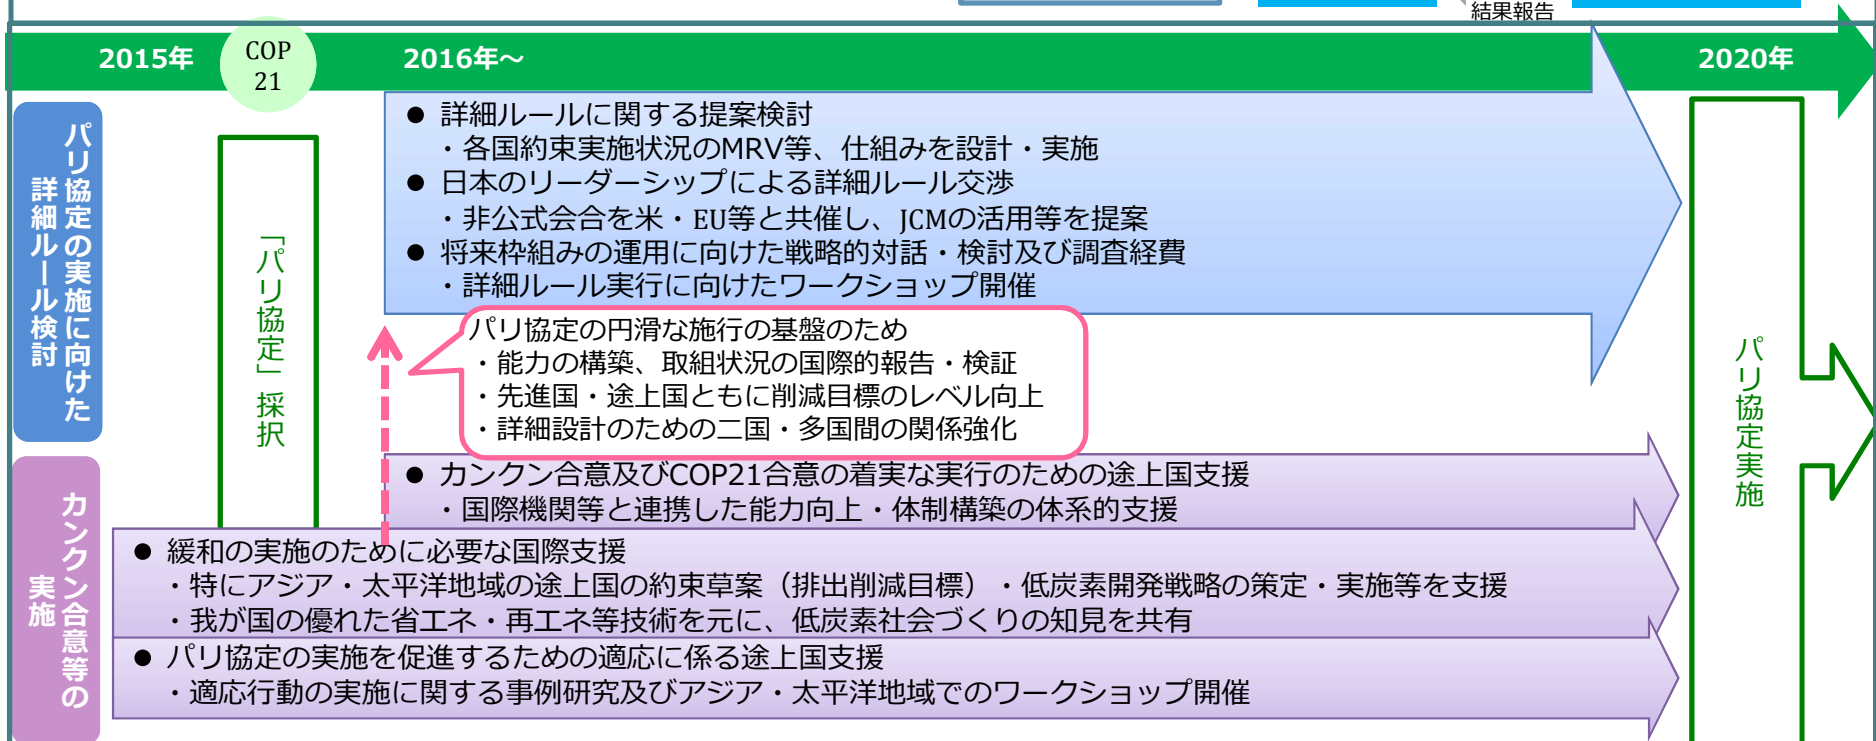 結果報告
2015年
COP
21
2016年～
2020年
パリ協定の実施に向けた
詳細ルール検討
「パリ協定」採択
● 詳細ルールに関する提案検討
・各国約束実施状況のMRV等、仕組みを設計・実施
● 日本のリーダーシップによる詳細ルール交渉
・非公式会合を米・EU等と共催し、JCMの活用等を提案
● 将来枠組みの運用に向けた戦略的対話・検討及び調査経費
・詳細ルール実行に向けたワークショップ開催
パリ協定の円滑な施行の基盤のため
・能力の構築、取組状況の国際的報告・検証
・先進国・途上国ともに削減目標のレベル向上
・詳細設計のための二国・多国間の関係強化
パリ協定実施
カンクン合意等の
実施
● カンクン合意及びCOP21合意の着実な実行のための途上国支援
・国際機関等と連携した能力向上・体制構築の体系的支援
● 緩和の実施のために必要な国際支援
・特にアジア・太平洋地域の途上国の約束草案（排出削減目標）・低炭素開発戦略の策定・実施等を支援
・我が国の優れた省エネ・再エネ等技術を元に、低炭素社会づくりの知見を共有
● パリ協定の実施を促進するための適応に係る途上国支援
・適応行動の実施に関する事例研究及びアジア・太平洋地域でのワークショップ開催